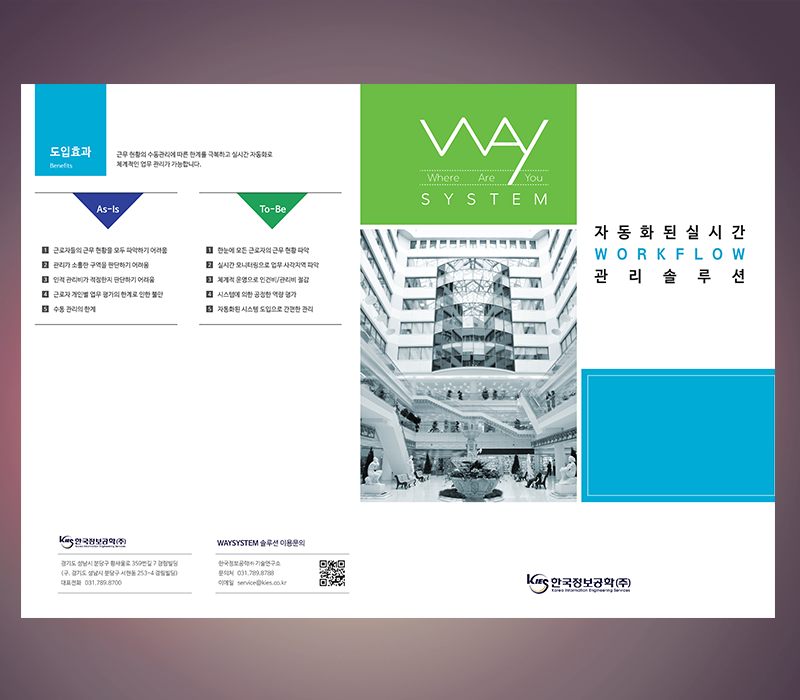 도입효과
Benefits
근무 현황의 수동관리에 따른 한계를 극복하고 실시간 자동화로
체계적인 업무 관리가 가능합니다.
As-Is
1 근로자들의 근무 현황을 모두 파악하기 어려움
2 관리가 소홀한 구역을 판단하기 어려움
3 인적 관리비가 적정한지 판단하기 어려움
4 근로자 개인별 업무 평가의 한계로 인한 불만
5 수동 관리의 한계
To-Be
1 한눈에 모든 근로자의 근무 현황 파악
2 실시간 모니터링으로 업무 사각지역 파악
3 체계적 운영으로 인건비/관리비 절감
4 시스템에 의한 공정한 역량 평가
5 자동화된 시스템 도입으로 간편한 관리
KIES 한국정보공학(주)
Korea Information Engineering Services
경기도 성남시 분당구 황새울로 359번길 7 경림빌딩
(구. 경기도 성남시 분당구 서현동 253-4 경림빌딩)
대표전화 031.789.8700
WAYSYSTEM 솔루션 이용문의
한국정보공학㈜ 기술연구소
문의처 031.789.8788
이메일 service@kies.co.kr
WAY
Where Are You
SYSTEM
자동화된실시간
WORKFLOW
관리솔루션
KIES 한국정보공학(주)
Korea Information Engineering Services